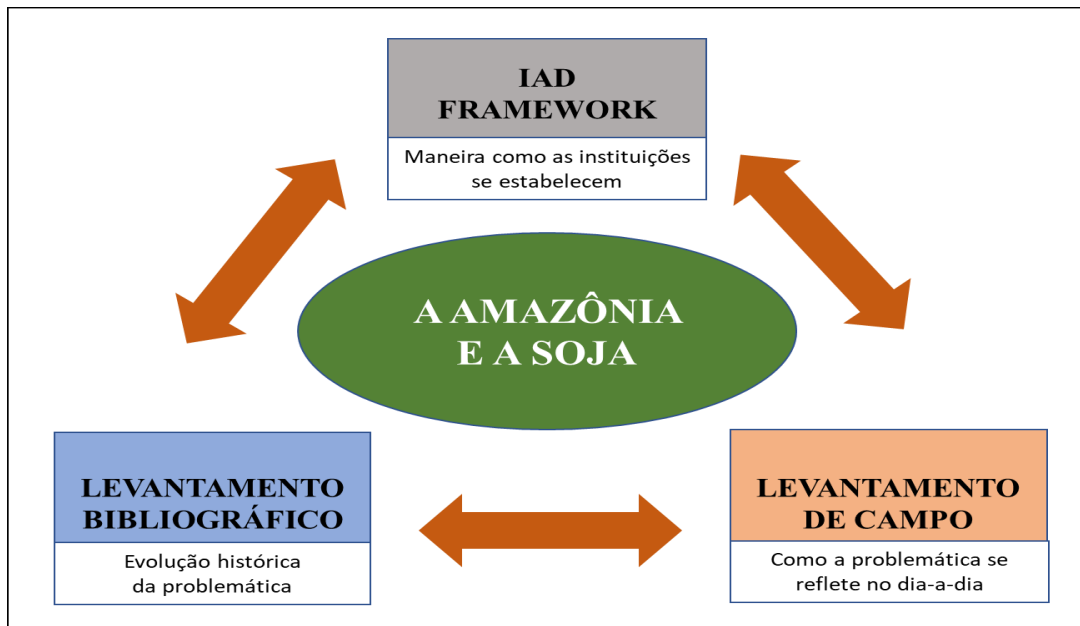 IAD
FRAMEWORK
Maneira como as instituições
se estabelecem
A AMAZÔNIA
E A SOJA
LEVANTAMENTO
BIBLIOGRÁFICO
Evolução histórica
da problemática
LEVANTAMENTO
DE CAMPO
Como a problemática se
reflete no dia-a-dia